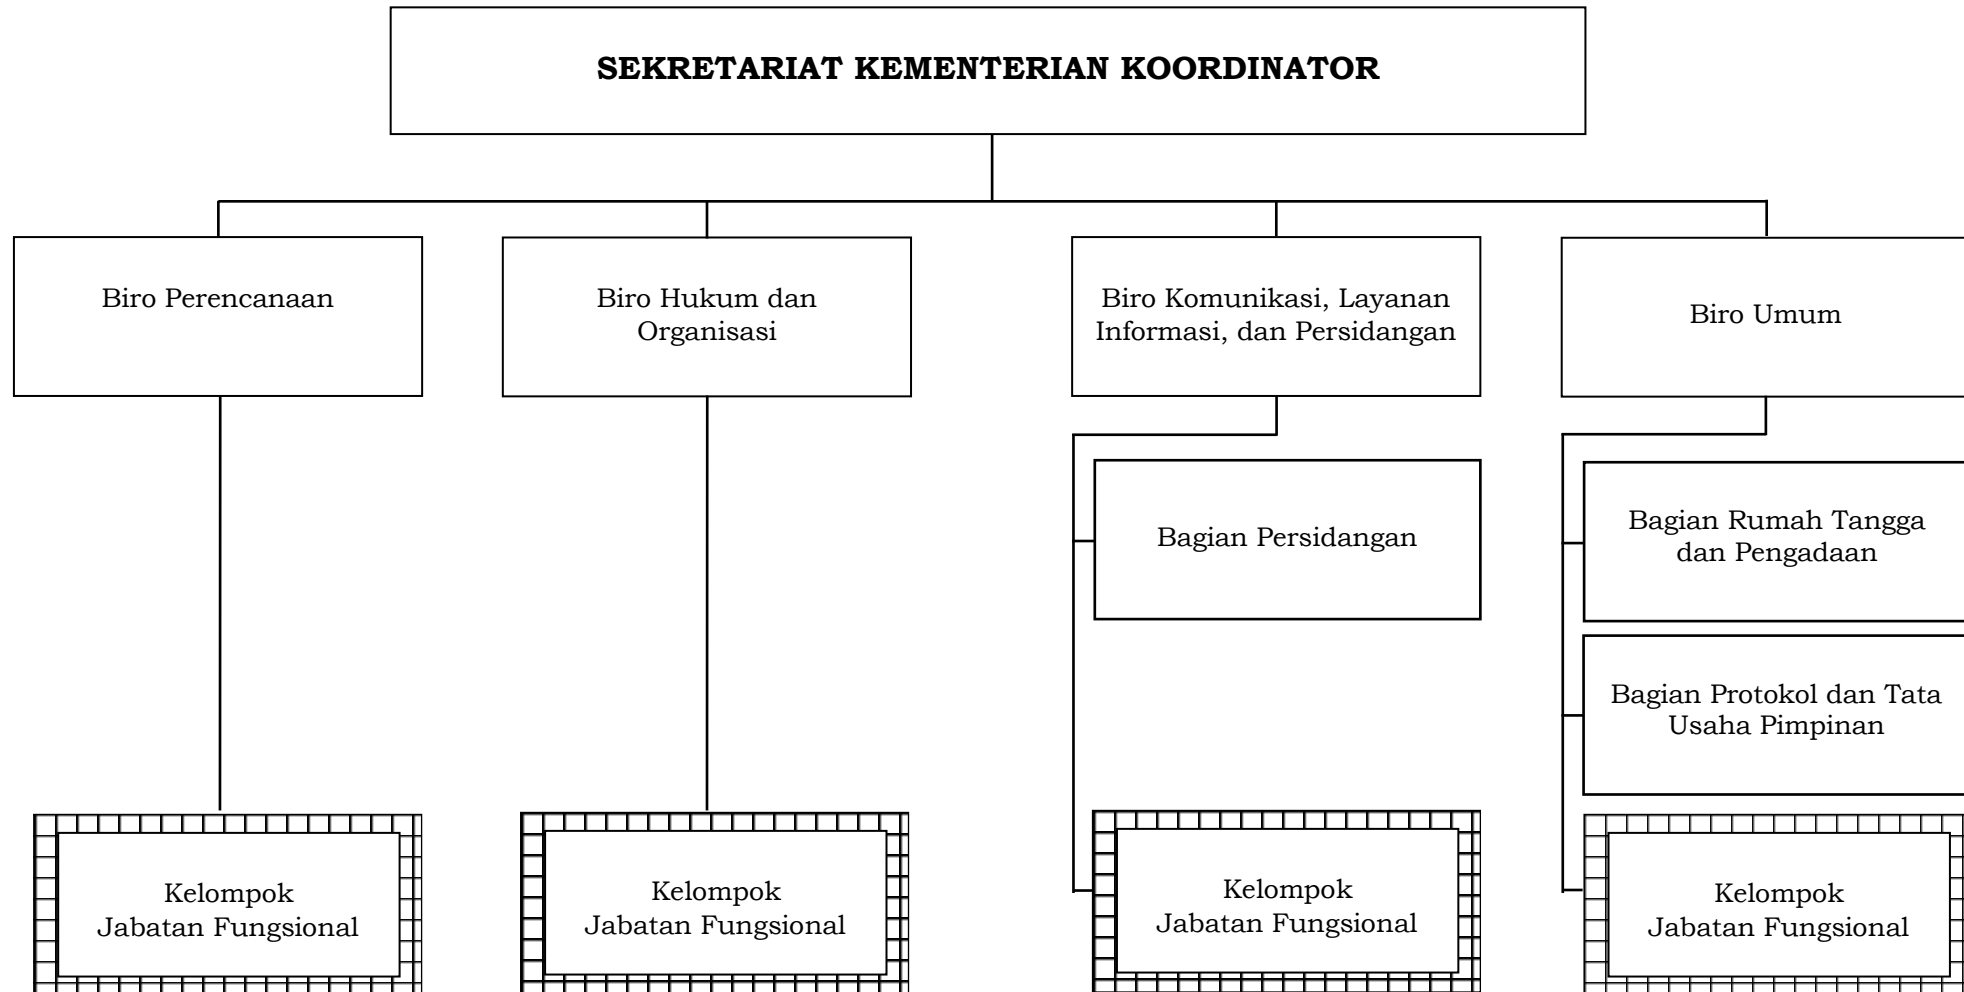 SEKRETARIAT KEMENTERIAN KOORDINATOR
Biro Perencanaan
Biro Hukum dan
Organisasi
Biro Komunikasi, Layanan
Informasi, dan Persidangan
Biro Umum
Bagian Persidangan
Bagian Rumah Tangga
dan Pengadaan
Bagian Protokol dan Tata
Usaha Pimpinan
Kelompok
Jabatan Fungsional
Kelompok
Jabatan Fungsional
Kelompok
Jabatan Fungsional
Kelompok
Jabatan Fungsional